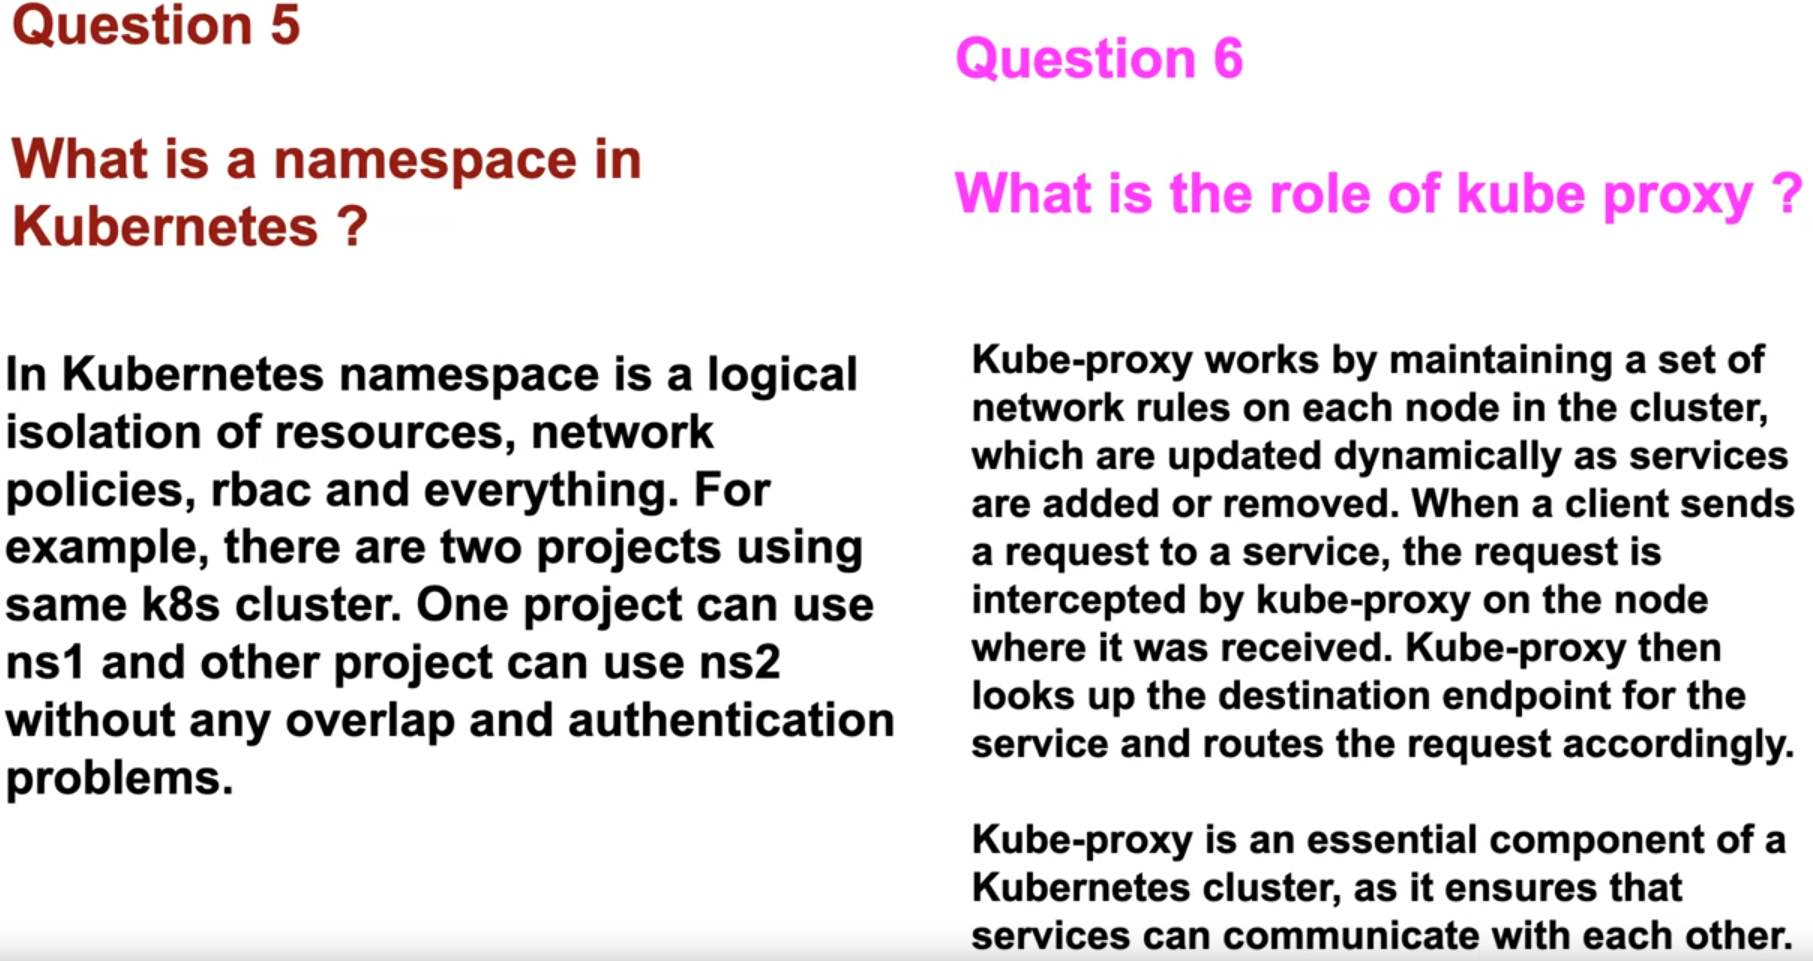 Question 5
What is a namespace in
Kubernetes ?
In Kubernetes namespace is a logical
isolation of resources, network
policies, rbac and everything. For
example, there are two projects using
same k8s cluster. One project can use
ns1 and other project can use ns2
without any overlap and authentication
problems.
Question 6
What is the role of kube proxy ?
Kube-proxy works by maintaining a set of
network rules on each node in the cluster,
which are updated dynamically as services
are added or removed. When a client sends
a request to a service, the request is
intercepted by kube-proxy on the node
where it was received. Kube-proxy then
looks up the destination endpoint for the
service and routes the request accordingly.
Kube-proxy is an essential component of a
Kubernetes cluster, as it ensures that
services can communicate with each other.